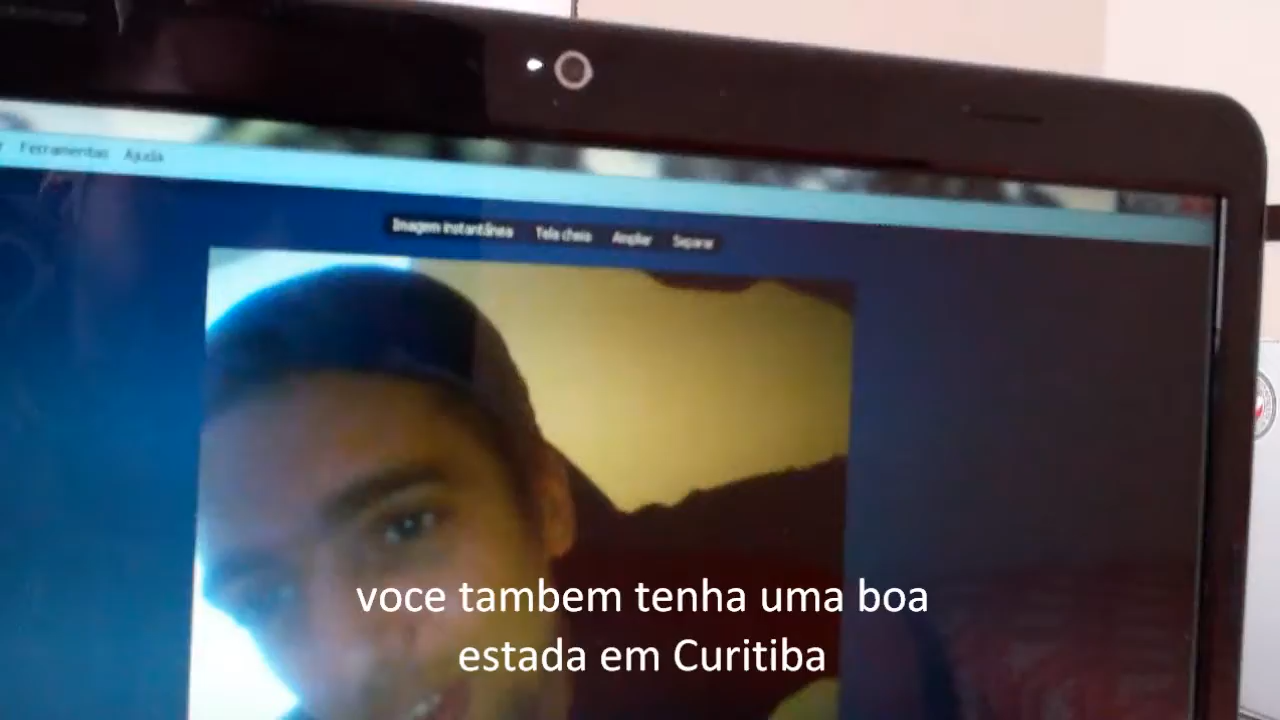 Ferramentas Ajuda
Imagem instantânea Tela cheia Ampliar Separar
voce tambem tenha uma boa
estada em Curitiba